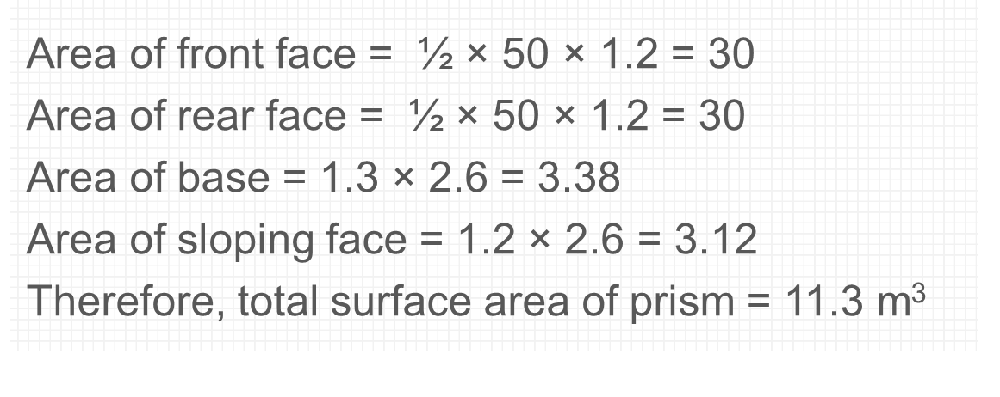 Area of front face = ½ × 50 × 1.2 = 30
Area of rear face = ½ × 50 × 1.2 = 30
Area of base = 1.3 × 2.6 = 3.38
Area of sloping face = 1.2 × 2.6 = 3.12
Therefore, total surface area of prism = 11.3 m³